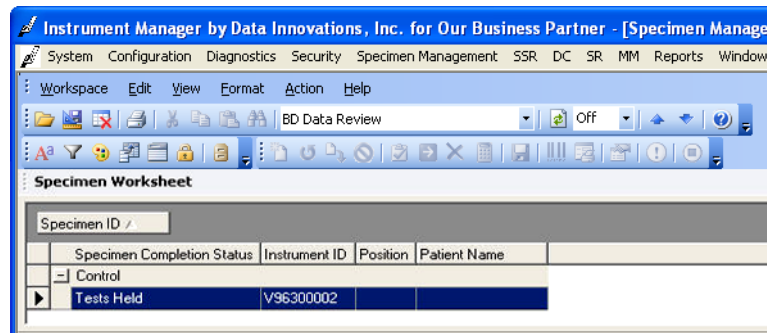 Instrument Manager by Data Innovations, Inc. for Our Business Partner - [Specimen Manage
System Configuration Diagnostics Security Specimen Management SSR DC SR MM Reports Window
Workspace Edit View Format Action Help
BD Data Review Off
Specimen Worksheet
Specimen ID
Specimen Completion Status Instrument ID Position Patient Name
Control
Tests Held V96300002